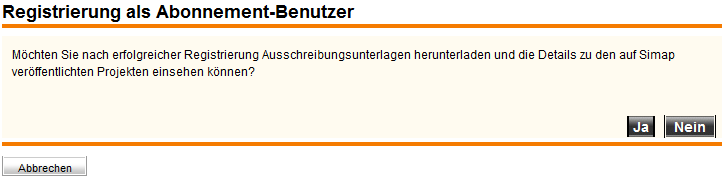 Registrierung als Abonnement-Benutzer
Möchten Sie nach erfolgreicher Registrierung Ausschreibungsunterlagen herunterladen und die Details zu den auf Simap
veröffentlichten Projekten einsehen können?
Ja Nein
Abbrechen